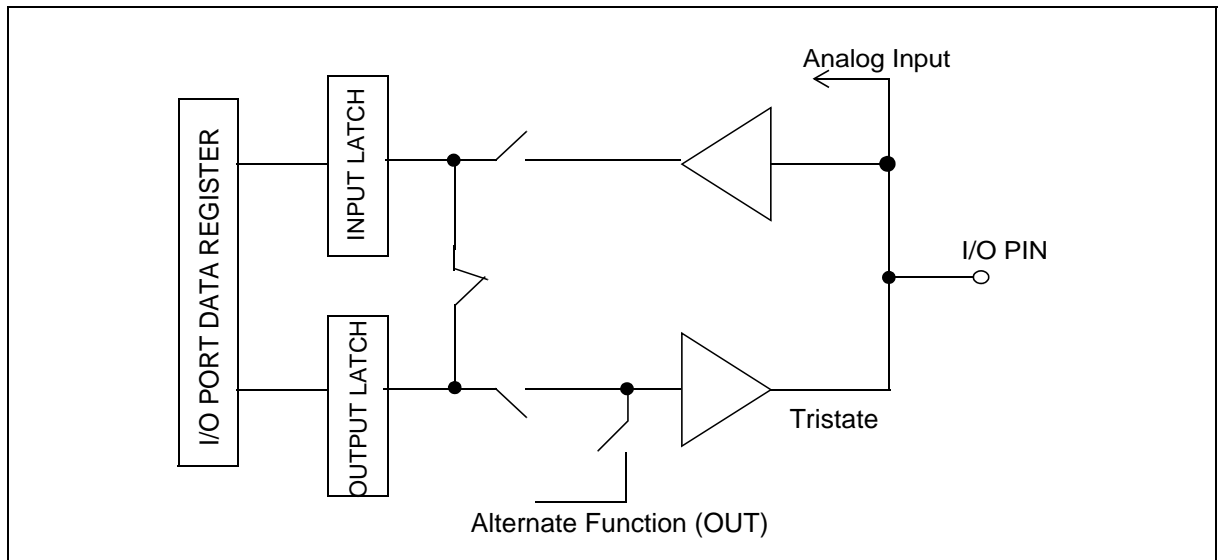 Analog Input
I/O PORT DATA REGISTER
INPUT LATCH
I/O PIN
OUTPUT LATCH
Tristate
Alternate Function (OUT)